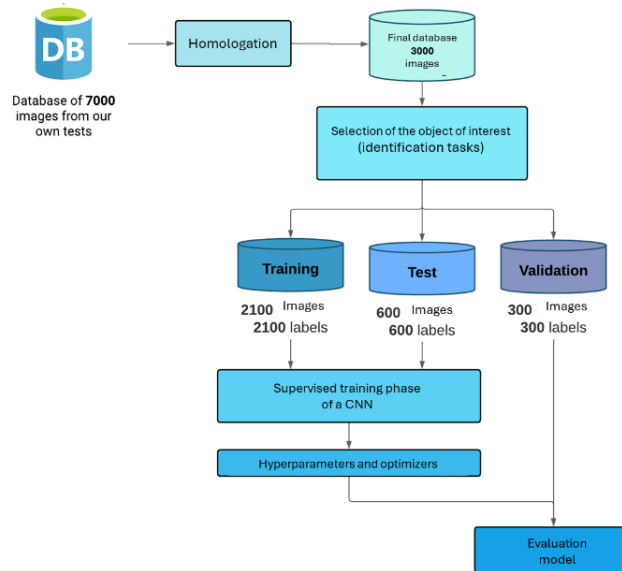 DB
Database of 7000
images from our
own tests
Homologation
Final database
3000
images
Selection of the object of interest
(identification tasks)
Training
Test
Validation
2100 Images
2100 labels
600 Images
600 labels
300 Images
300 labels
Supervised training phase
of a CNN
Hyperparameters and optimizers
Evaluation
model